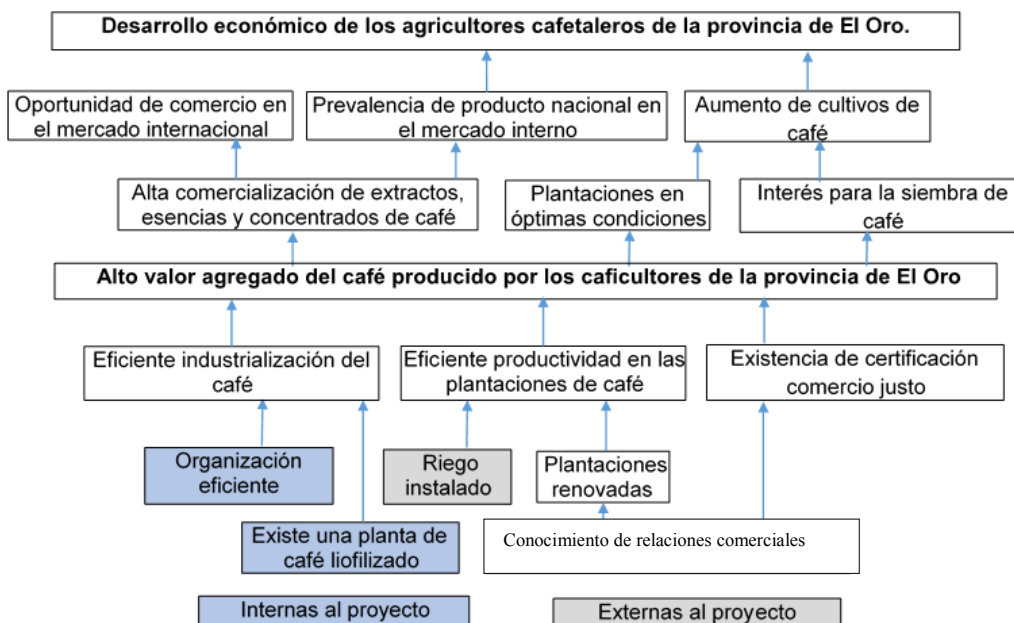 Desarrollo económico de los agricultores cafetaleros de la provincia de El Oro.
Oportunidad de comercio en
el mercado internacional
Prevalencia de producto nacional en
el mercado interno
Aumento de cultivos de
café
Alta comercialización de extractos,
esencias y concentrados de café
Plantaciones en
óptimas condiciones
Interés para la siembra de
café
Alto valor agregado del café producido por los caficultores de la provincia de El Oro
Eficiente industrialización del
café
Eficiente productividad en las
plantaciones de café
Existencia de certificación
comercio justo
Organización
eficiente
Riego
instalado
Plantaciones
renovadas
Existe una planta de
café liofilizado
Conocimiento de relaciones comerciales
Internas al proyecto
Externas al proyecto